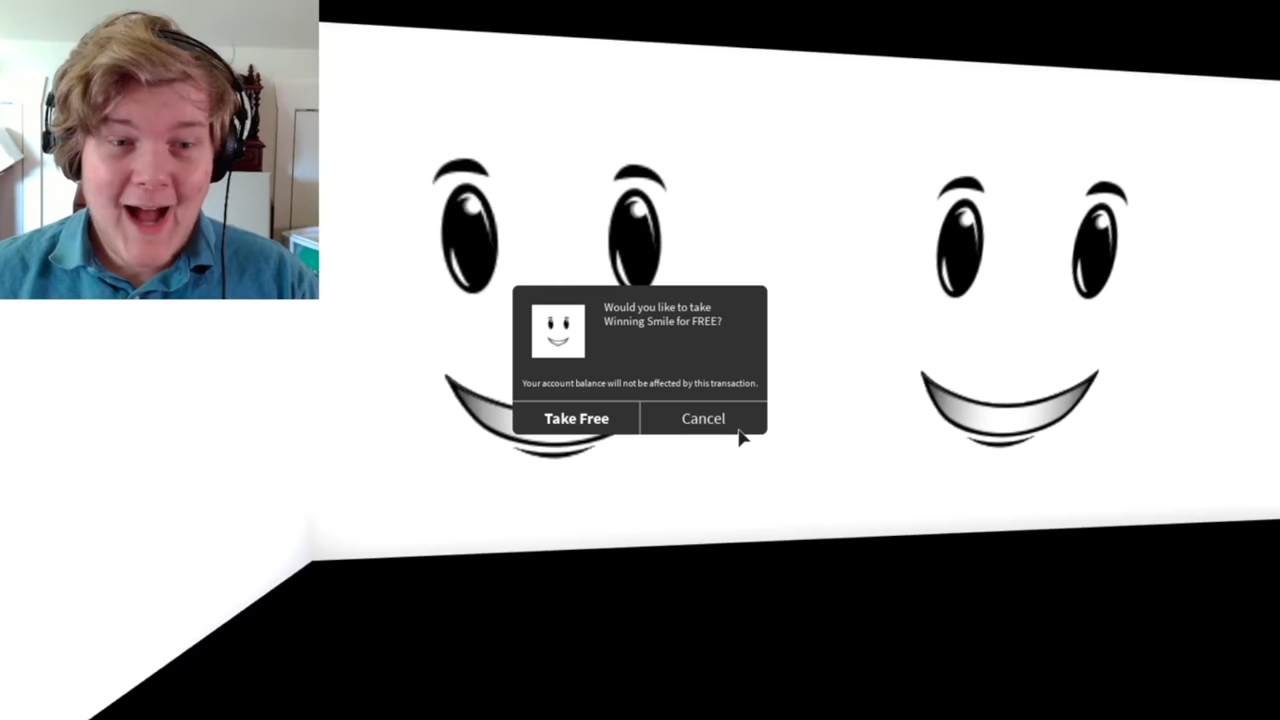 Would you like to take
Winning Smile for FREE?
Your account balance will not be affected by this transaction.
Take Free
Cancel